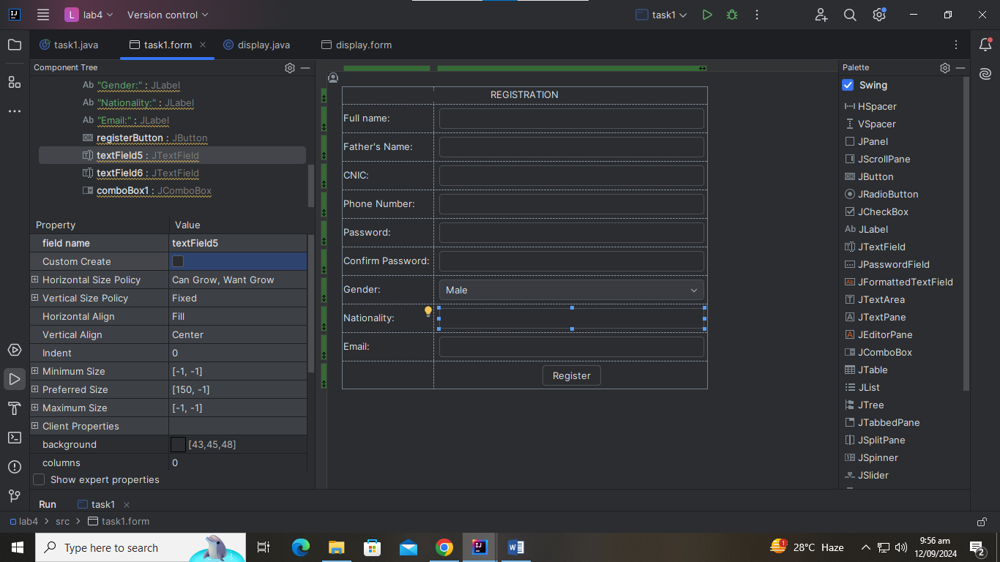 L lab4 Version control task1
task1.java task1.form display.java display.form
Component Tree
Ab "Gender:" : JLabel
Ab "Nationality:" : JLabel
Ab "Email:" : JLabel
OK registerButton : JButton
textField5 : JTextField
textField6 : JTextField
comboBox1 : JComboBox
Property Value
field name textField5
Custom Create
Horizontal Size Policy Can Grow, Want Grow
Vertical Size Policy Fixed
Horizontal Align Fill
Vertical Align Center
Indent 0
Minimum Size [-1, -1]
Preferred Size [150, -1]
Maximum Size [-1, -1]
Client Properties
background [43,45,48]
columns 0
Show expert properties
REGISTRATION
Full name:
Father's Name:
CNIC:
Phone Number:
Password:
Confirm Password:
Gender: Male
Nationality:
Email:
Register
Palette
Swing
HSpacer
VSpacer
JPanel
JScrollPane
OK JButton
JRadioButton
JCheckBox
Ab JLabel
JTextField
JPasswordField
Ab JFormattedTextField
T JTextArea
A JTextPane
A JEditorPane
JComboBox
JTable
JList
JTree
JTabbedPane
JSplitPane
JSpinner
JSlider
Run task1
lab4 > src > task1.form
Type here to search
1 28°C Haze
9:56 am
12/09/2024
2